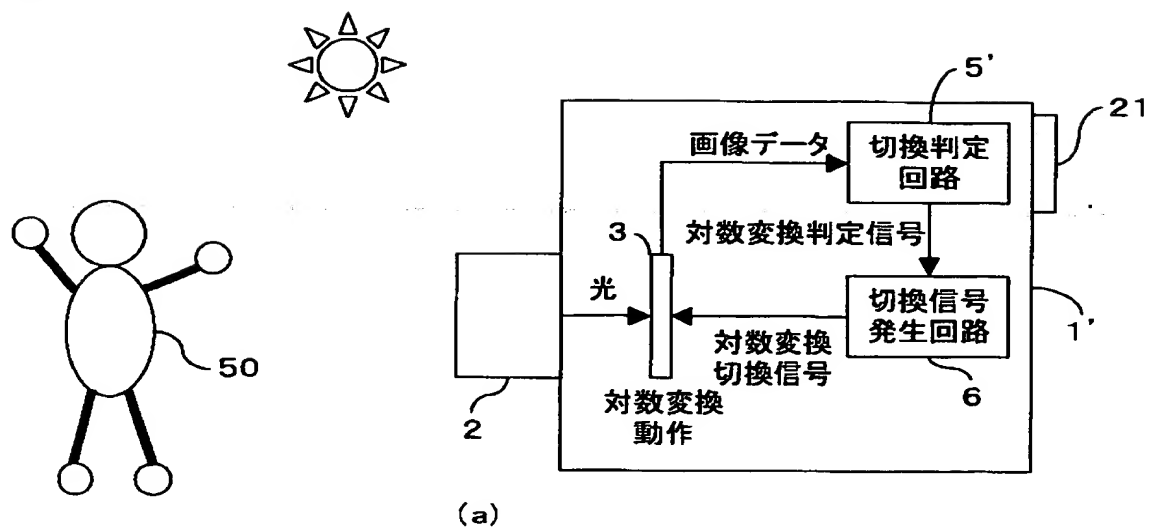 5'
21
画像データ
切換判定
回路
3
対数変換判定信号
光
切換信号
発生回路
1'
対数変換
切換信号
50
2
対数変換
動作
6
(a)